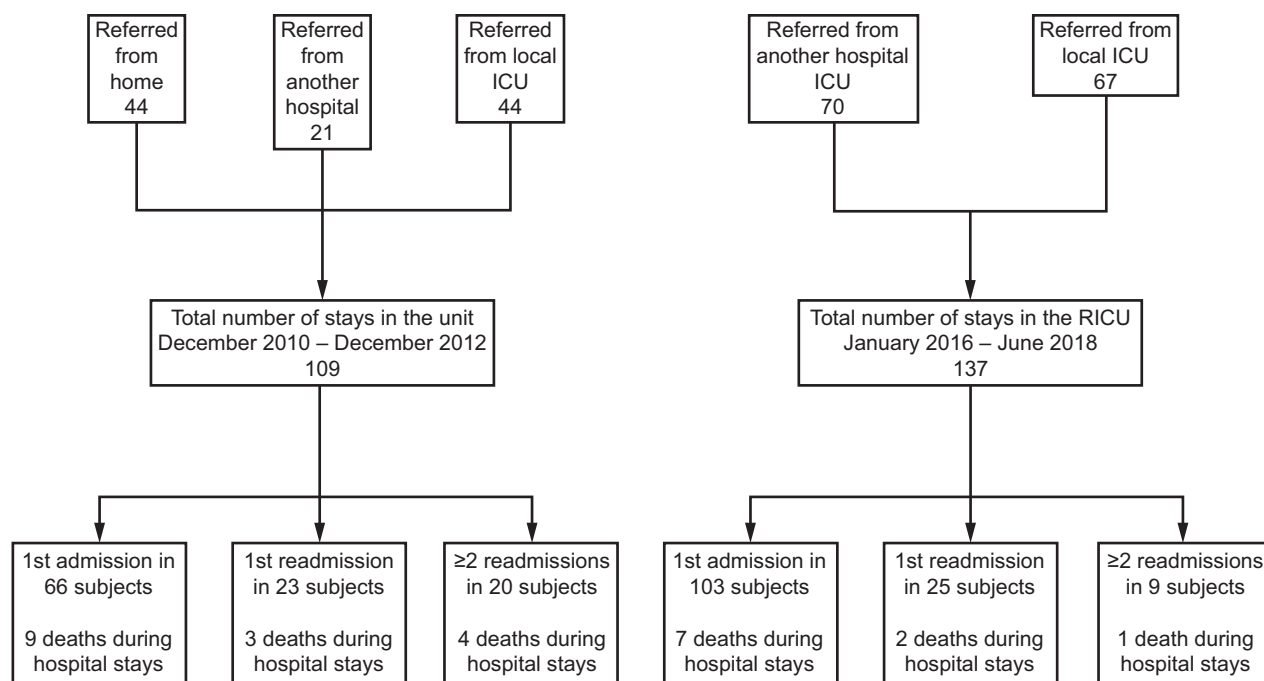 Referred
from
home
44
Referred
from
another
hospital
21
Referred
from local
ICU
44
Referred from
another hospital
ICU
70
Referred from
local ICU
67
Total number of stays in the unit
December 2010 – December 2012
109
Total number of stays in the RICU
January 2016 – June 2018
137
1st admission in
66 subjects
9 deaths during
hospital stays
1st readmission
in 23 subjects
3 deaths during
hospital stays
≥2 readmissions
in 20 subjects
4 deaths during
hospital stays
1st admission in
103 subjects
7 deaths during
hospital stays
1st readmission
in 25 subjects
2 deaths during
hospital stays
≥2 readmissions
in 9 subjects
1 death during
hospital stays